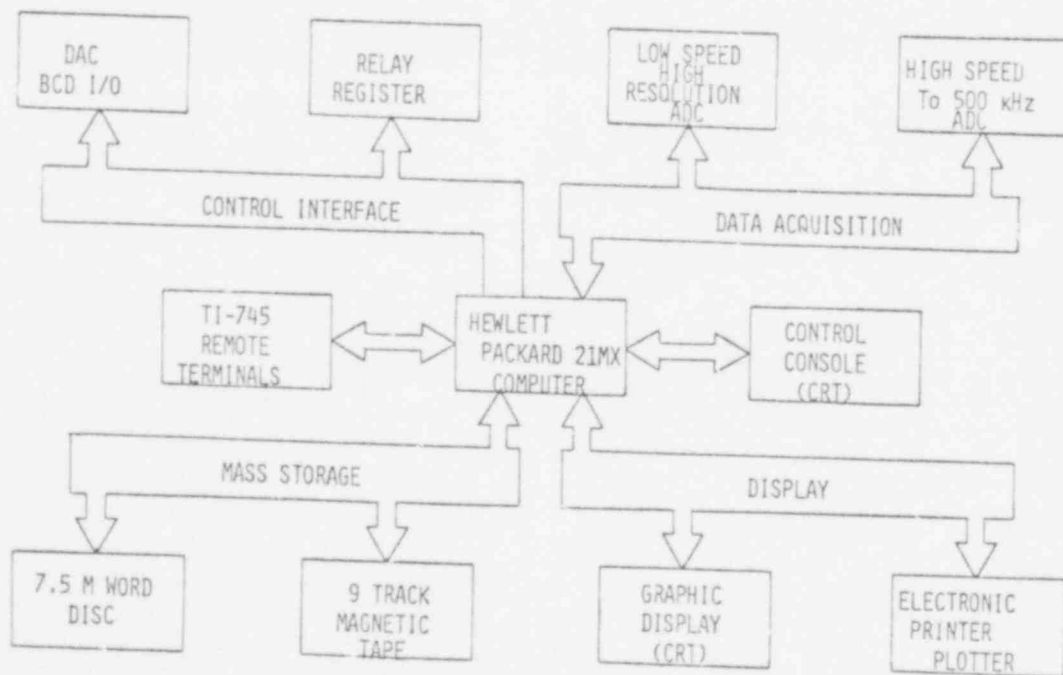 DAC
BCD I/O
RELAY
REGISTER
LOW SPEED
HIGH
RESOLUTION
ADC
HIGH SPEED
To 500 kHz
ADC
CONTROL INTERFACE
DATA ACQUISITION
TI-745
REMOTE
TERMINALS
HEWLETT
PACKARD 21MX
COMPUTER
CONTROL
CONSOLE
(CRT)
MASS STORAGE
DISPLAY
7.5 M WORD
DISC
9 TRACK
MAGNETIC
TAPE
GRAPHIC
DISPLAY
(CRT)
ELECTRONIC
PRINTER
PLOTTER